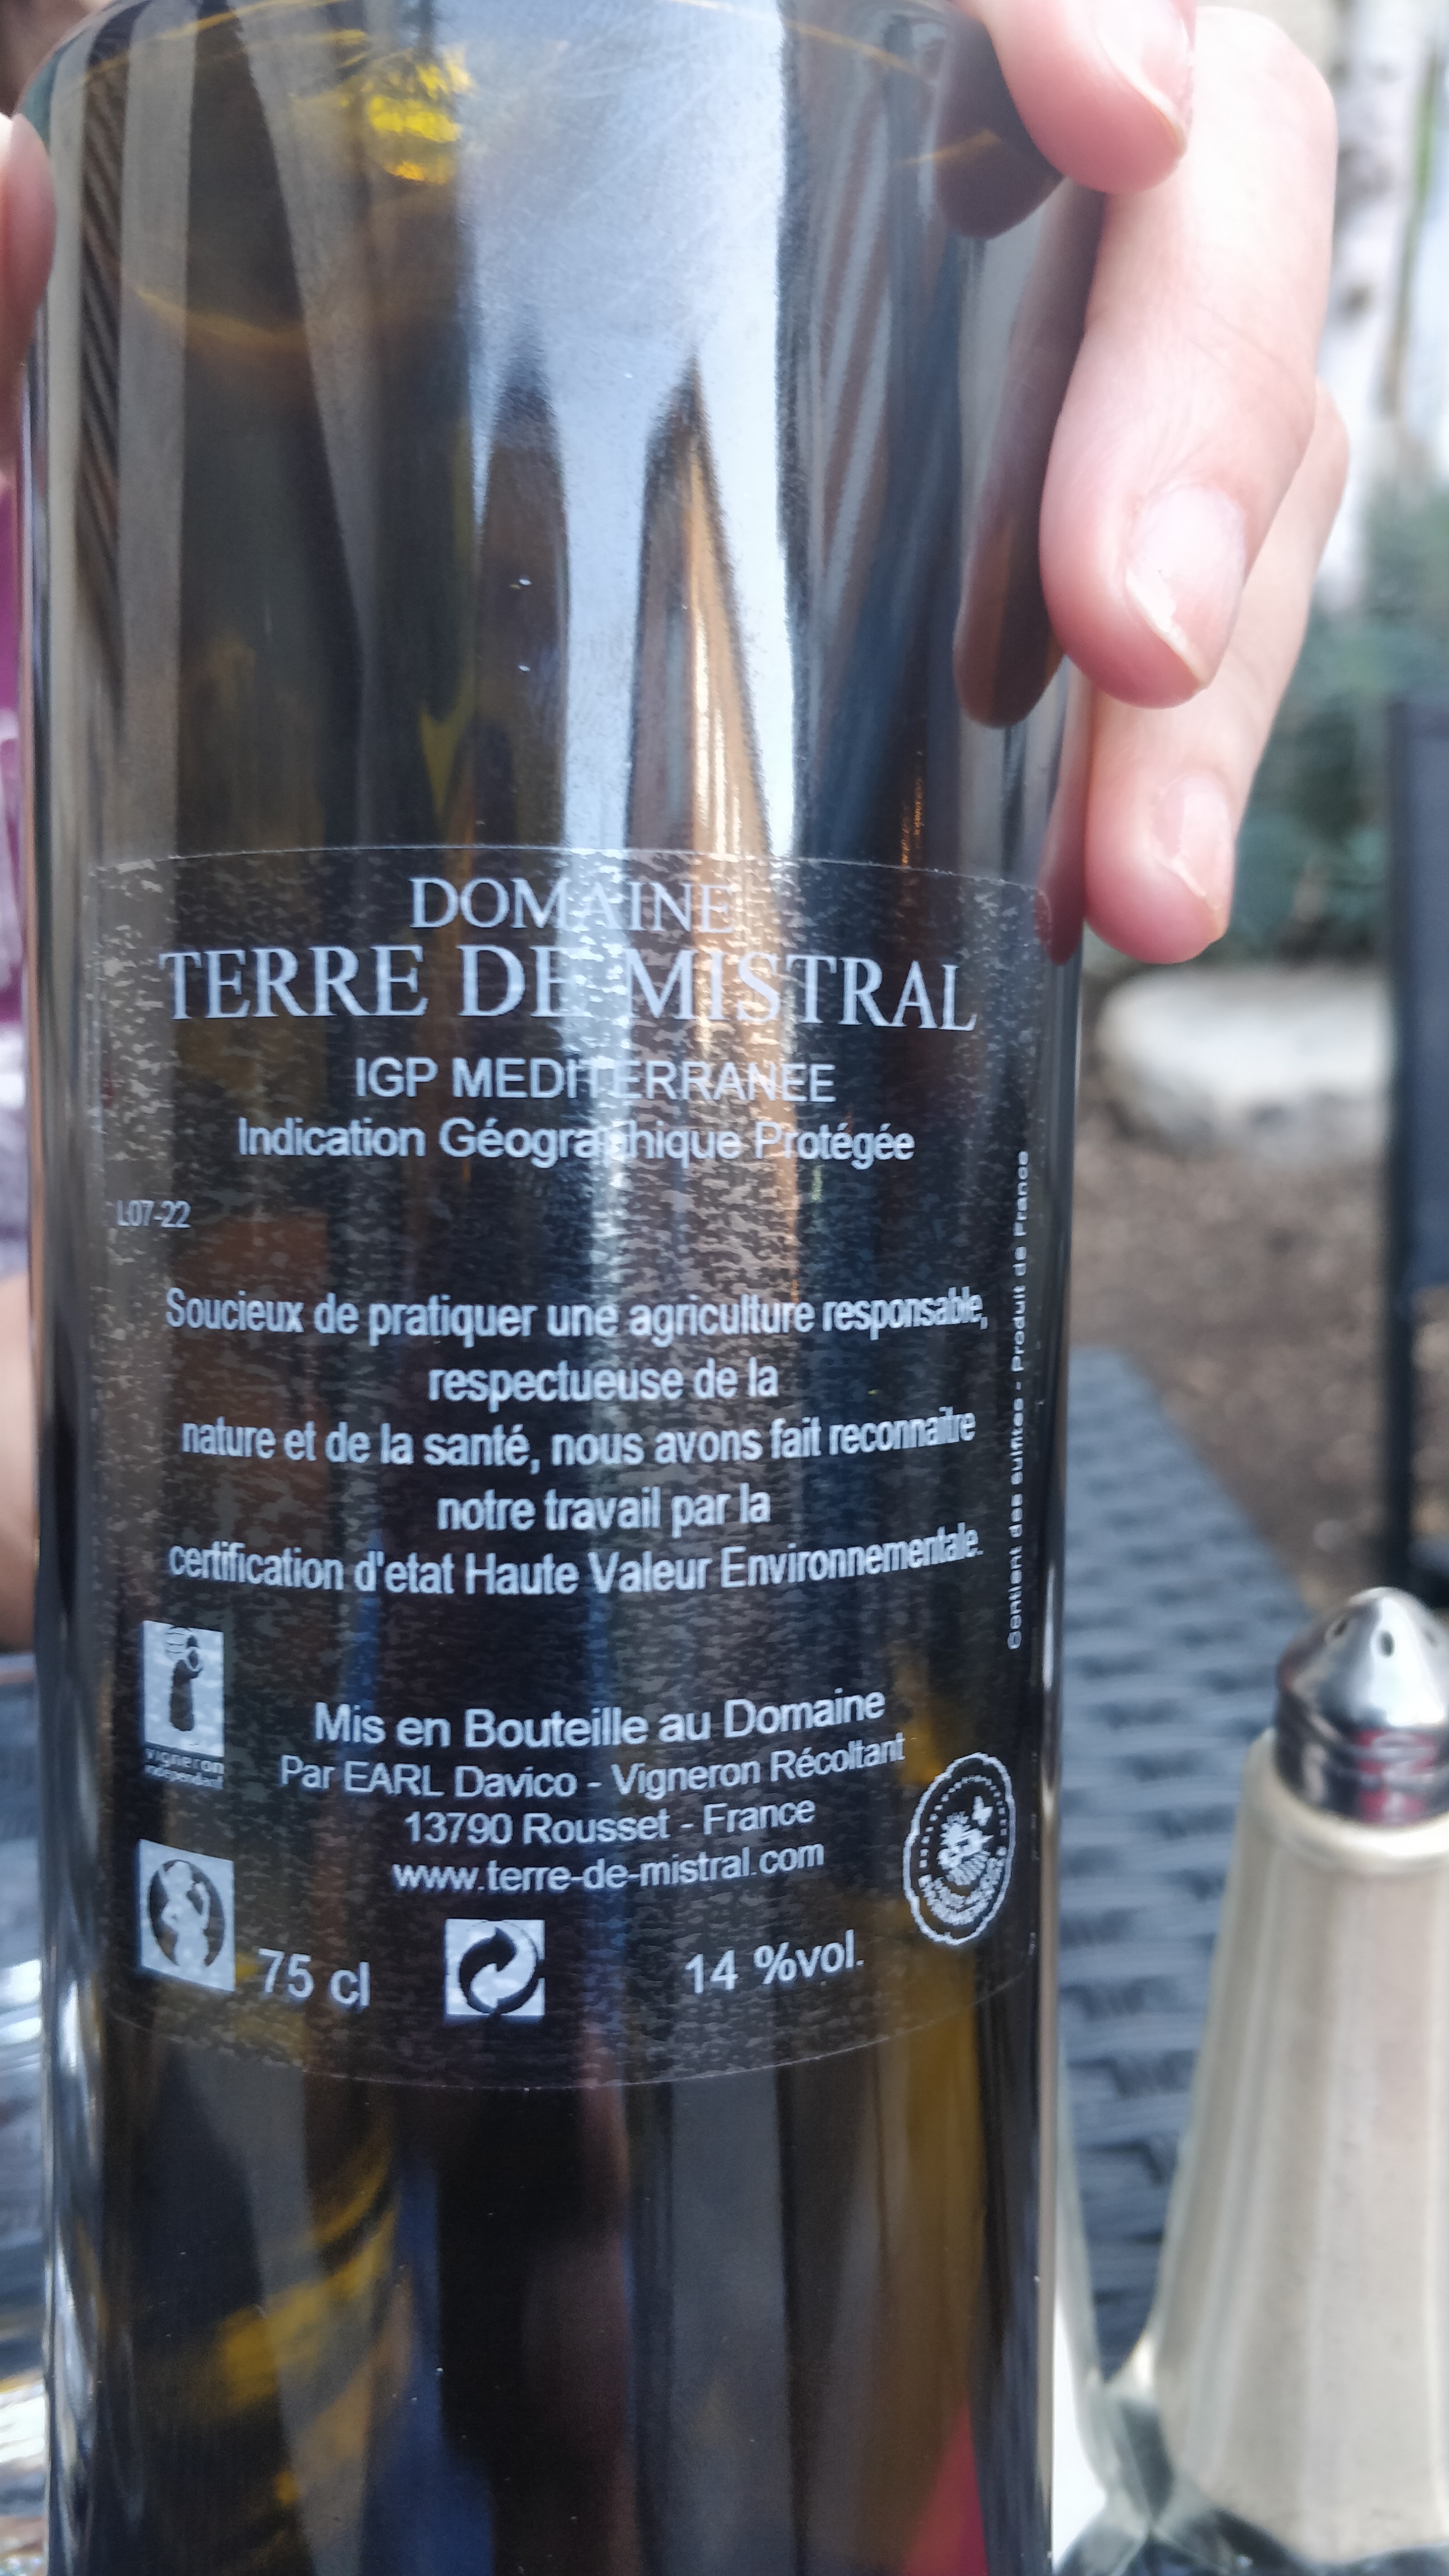 DOMAINE
TERRE DE MISTRAL
IGP MEDITERRANEE
Indication Géographique Protégée
L07-22
Soucieux de pratiquer une agriculture responsable,
respectueuse de la
nature et de la santé, nous avons fait reconnaitre
notre travail par la
certification d'etat Haute Valeur Environnementale.
Contient des sulfites - Produit de France
vigneron
indépendant
Mis en Bouteille au Domaine
Par EARL Davico - Vigneron Récoltant
13790 Rousset - France
www.terre-de-mistral.com
75 cl
14 %vol.